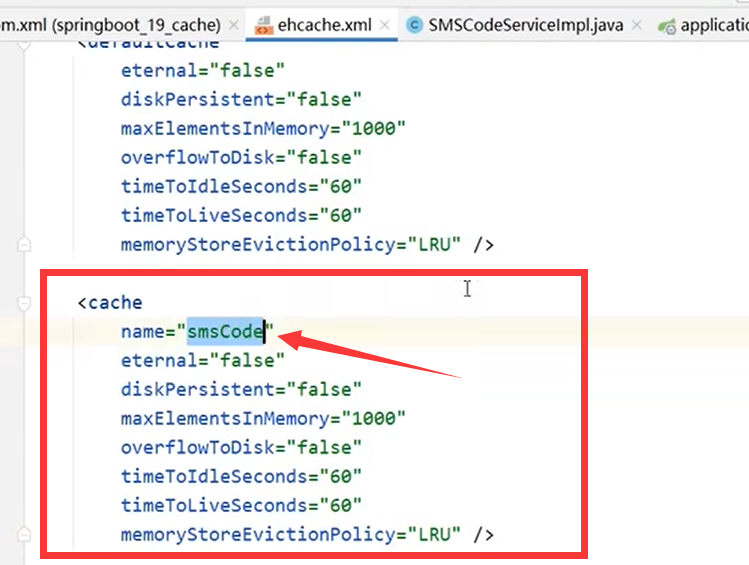 m.xml (springboot_19_cache) ehcache.xml SMSCodeServiceImpl.java applicatio
<defaultCache
eternal="false"
diskPersistent="false"
maxElementsInMemory="1000"
overflowToDisk="false"
timeToIdleSeconds="60"
timeToLiveSeconds="60"
memoryStoreEvictionPolicy="LRU" />
<cache
name="smsCode"
eternal="false"
diskPersistent="false"
maxElementsInMemory="1000"
overflowToDisk="false"
timeToIdleSeconds="60"
timeToLiveSeconds="60"
memoryStoreEvictionPolicy="LRU" />